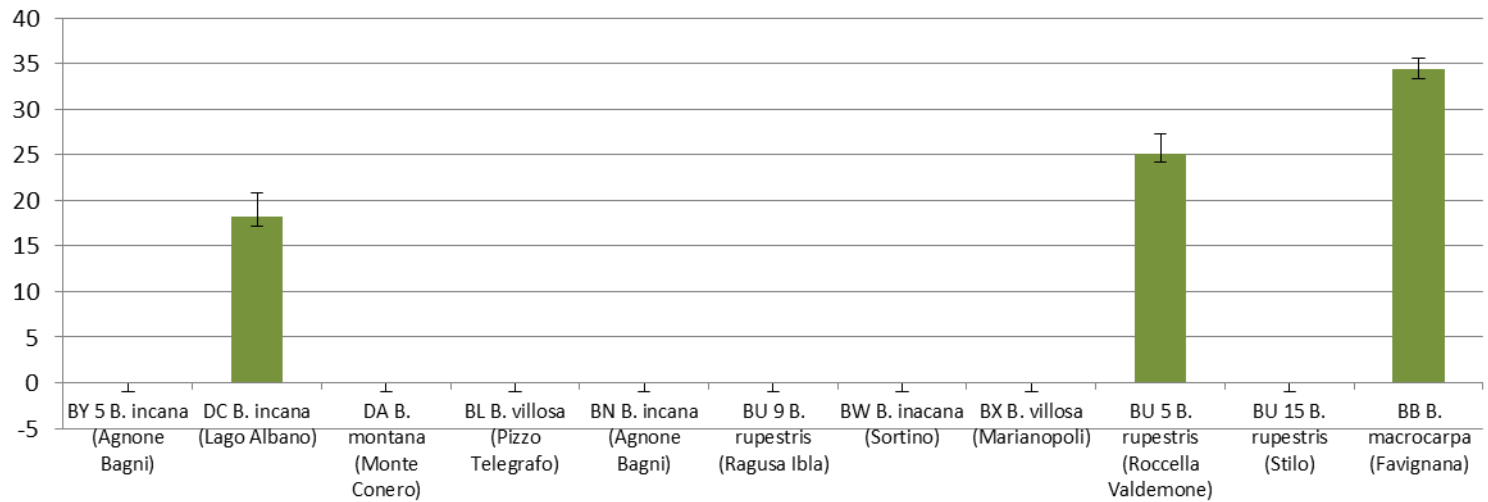 40
35
30
25
20
15
10
5
0
-5
BY 5 B. incana
(Agnone
Bagni)
DC B. incana
(Lago Albano)
DA B.
montana
(Monte
Conero)
BL B. villosa
(Pizzo
Telegrafo)
BN B. incana
(Agnone
Bagni)
BU 9 B.
rupestris
(Ragusa Ibla)
BW B. inacana
(Sortino)
BX B. villosa
(Marianopoli)
BU 5 B.
rupestris
(Roccella
Valdemone)
BU 15 B.
rupestris
(Stilo)
BB B.
macrocarpa
(Favignana)